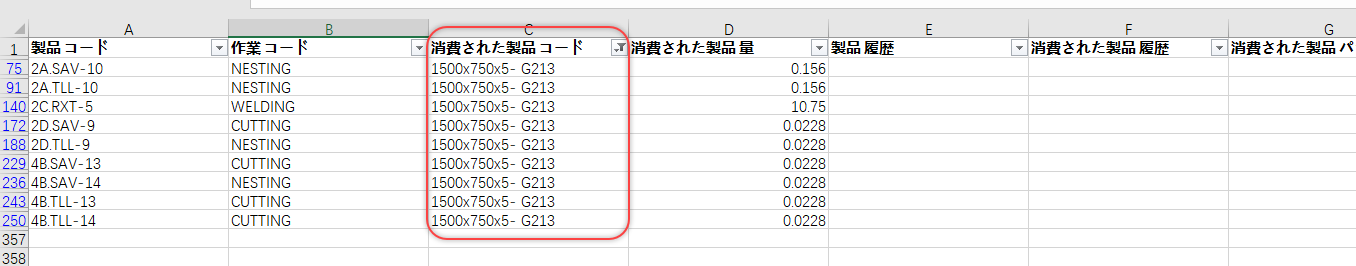 A B C D E F G
1 製品 コード 作業 コード 消費された製品 コード 消費された製品 量 製品 履歴 消費された製品 履歴 消費された製品 パ
75 2A.SAV-10 NESTING 1500x750x5- G213 0.156
91 2A.TLL-10 NESTING 1500x750x5- G213 0.156
140 2C.RXT-5 WELDING 1500x750x5- G213 10.75
172 2D.SAV-9 CUTTING 1500x750x5- G213 0.0228
188 2D.TLL-9 NESTING 1500x750x5- G213 0.0228
229 4B.SAV-13 CUTTING 1500x750x5- G213 0.0228
236 4B.SAV-14 NESTING 1500x750x5- G213 0.0228
243 4B.TLL-13 CUTTING 1500x750x5- G213 0.0228
250 4B.TLL-14 CUTTING 1500x750x5- G213 0.0228
357
358